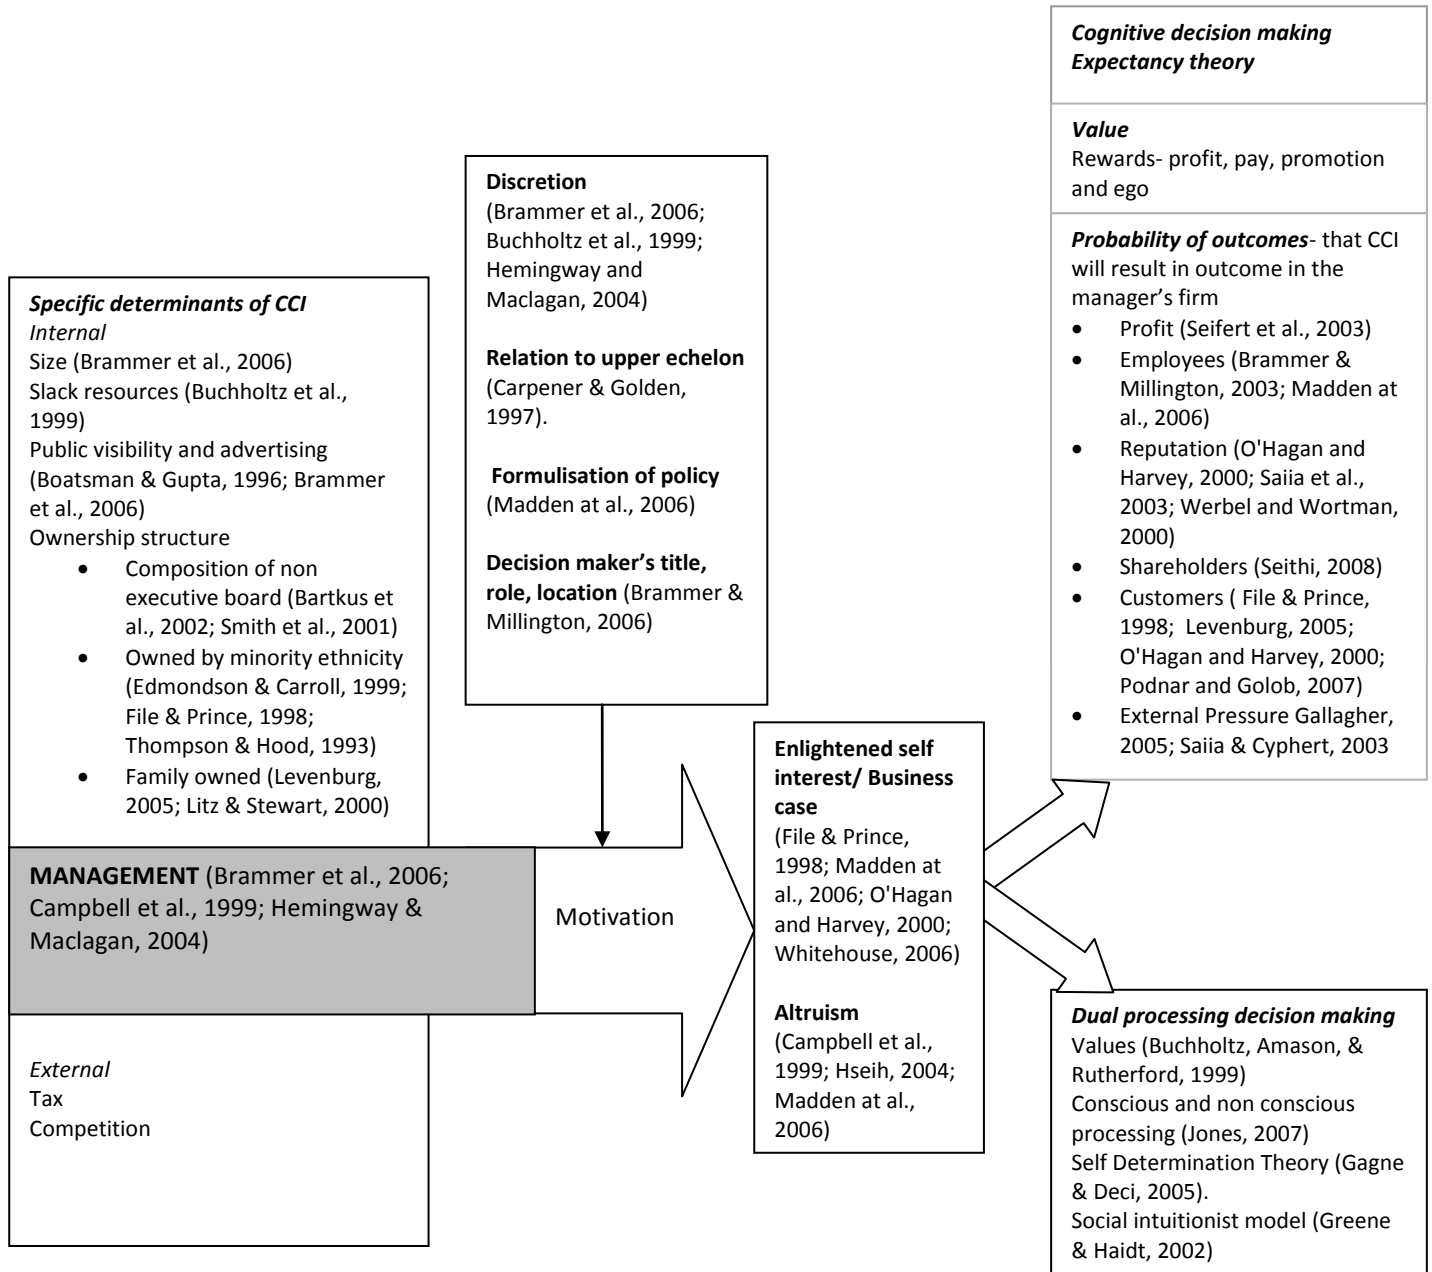 Specific determinants of CCI
Internal
Size (Brammer et al., 2006)
Slack resources (Buchholtz et al.,
1999)
Public visibility and advertising
(Boatsman & Gupta, 1996; Brammer
et al., 2006)
Ownership structure
• Composition of non
executive board (Bartkus et
al., 2002; Smith et al., 2001)
• Owned by minority ethnicity
(Edmondson & Carroll, 1999;
File & Prince, 1998;
Thompson & Hood, 1993)
• Family owned (Levenburg,
2005; Litz & Stewart, 2000)
MANAGEMENT (Brammer et al., 2006;
Campbell et al., 1999; Hemingway &
Maclagan, 2004)
External
Tax
Competition
Discretion
(Brammer et al., 2006;
Buchholtz et al., 1999;
Hemingway and
Maclagan, 2004)
Relation to upper echelon
(Carpener & Golden,
1997).
Formulisation of policy
(Madden at al., 2006)
Decision maker’s title,
role, location (Brammer &
Millington, 2006)
Motivation
Enlightened self
interest/ Business
case
(File & Prince,
1998; Madden at
al., 2006; O'Hagan
and Harvey, 2000;
Whitehouse, 2006)
Altruism
(Campbell et al.,
1999; Hseih, 2004;
Madden at al.,
2006)
Cognitive decision making
Expectancy theory
Value
Rewards- profit, pay, promotion
and ego
Probability of outcomes- that CCI
will result in outcome in the
manager’s firm
• Profit (Seifert et al., 2003)
• Employees (Brammer &
Millington, 2003; Madden at
al., 2006)
• Reputation (O'Hagan and
Harvey, 2000; Saiia et al.,
2003; Werbel and Wortman,
2000)
• Shareholders (Seithi, 2008)
• Customers ( File & Prince,
1998; Levenburg, 2005;
O'Hagan and Harvey, 2000;
Podnar and Golob, 2007)
• External Pressure Gallagher,
2005; Saiia & Cyphert, 2003
Dual processing decision making
Values (Buchholtz, Amason, &
Rutherford, 1999)
Conscious and non conscious
processing (Jones, 2007)
Self Determination Theory (Gagne
& Deci, 2005).
Social intuitionist model (Greene
& Haidt, 2002)